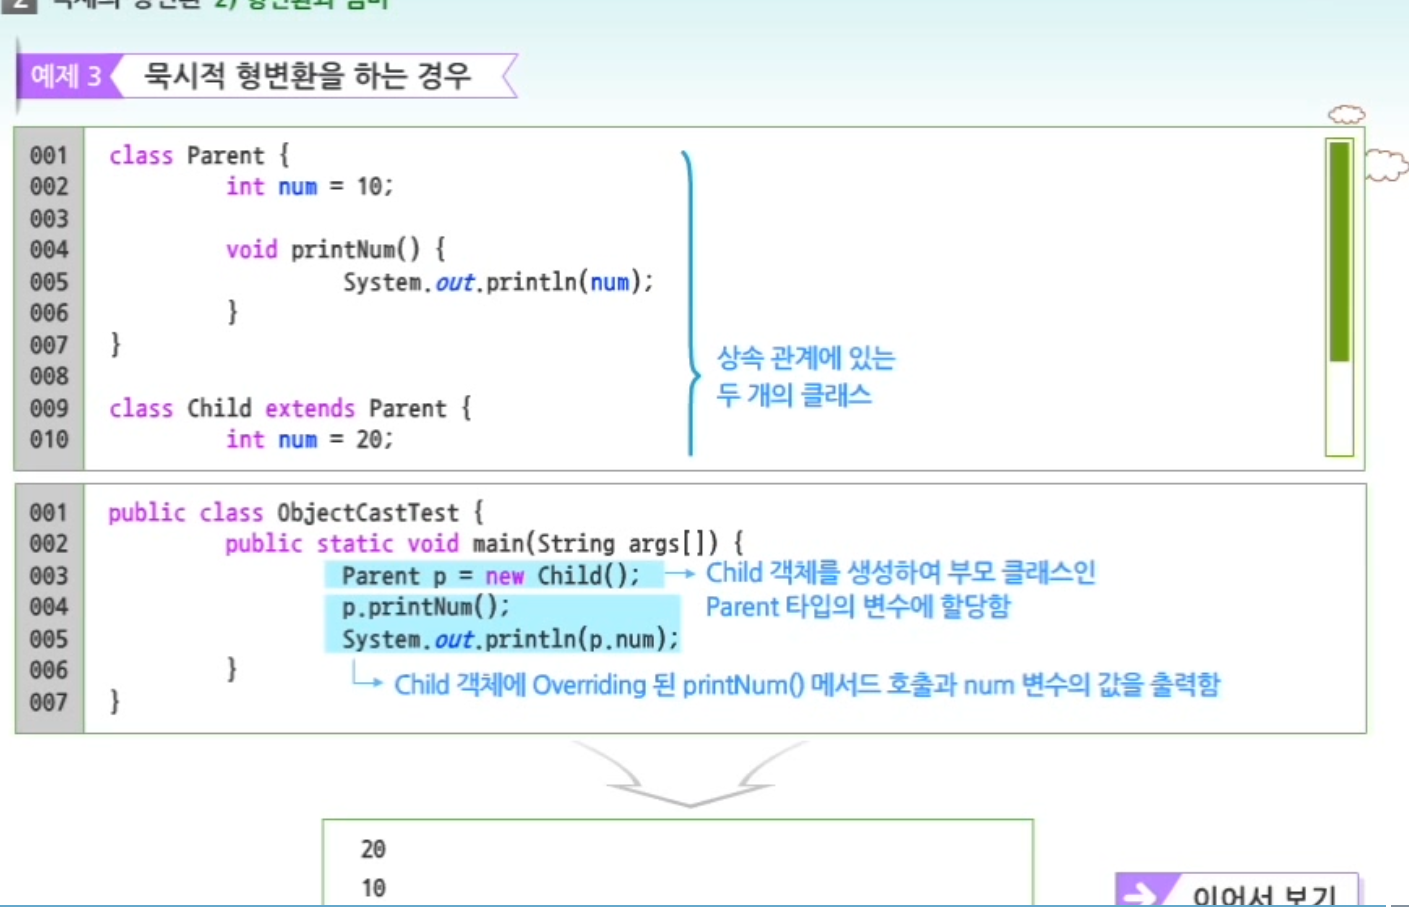 2) 형변환과 멤버
예제 3 묵시적 형변환을 하는 경우
001 class Parent {
002 int num = 10;
003
004 void printNum() {
005 System.out.println(num);
006 }
007 }
008
009 class Child extends Parent {
010 int num = 20;
상속 관계에 있는
두 개의 클래스
001 public class ObjectCastTest {
002 public static void main(String args[]) {
003 Parent p = new Child(); → Child 객체를 생성하여 부모 클래스인
004 p.printNum(); Parent 타입의 변수에 할당함
005 System.out.println(p.num);
006 }
Child 객체에 Overriding 된 printNum() 메서드 호출과 num 변수의 값을 출력함
007 }
20
10
이어서 보기